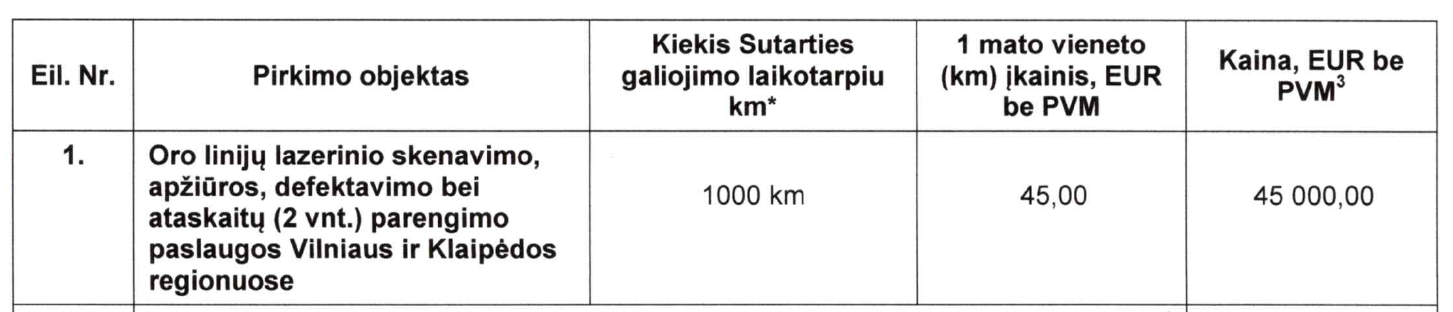 Eil. Nr.
Pirkimo objektas
Kiekis Sutarties
galiojimo laikotarpiu
km*
1 mato vieneto
(km) įkainis, EUR
be PVM
Kaina, EUR be
PVM³
1.
Oro linijų lazerinio skenavimo,
apžiūros, defektavimo bei
ataskaitų (2 vnt.) parengimo
paslaugos Vilniaus ir Klaipėdos
regionuose
1000 km
45,00
45 000,00